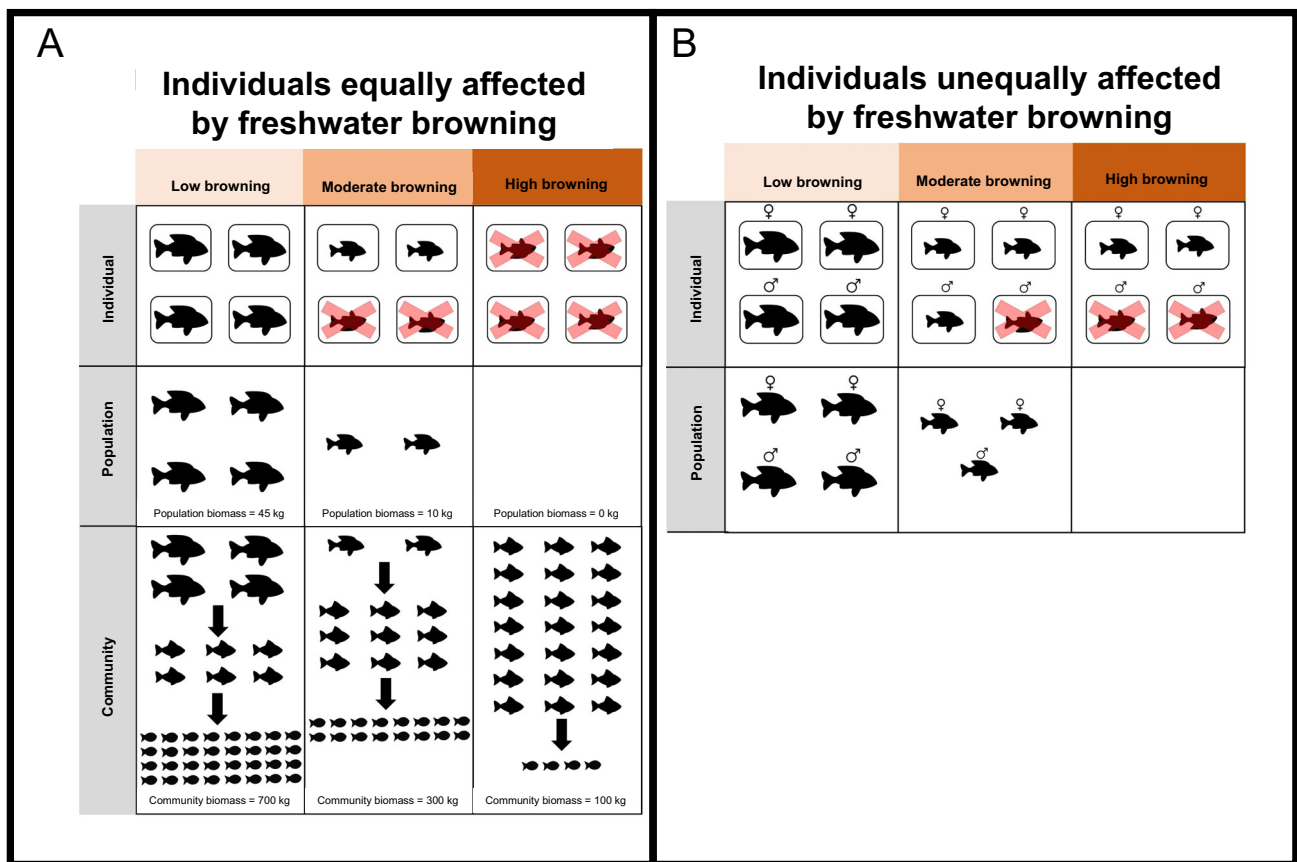 A
Individuals equally affected
by freshwater browning
Low browning
Moderate browning
High browning
Individual
Population
Population biomass = 45 kg
Population biomass = 10 kg
Population biomass = 0 kg
Community
Community biomass = 700 kg
Community biomass = 300 kg
Community biomass = 100 kg
B
Individuals unequally affected
by freshwater browning
Low browning
Moderate browning
High browning
♀ ♀ ♀ ♀ ♀ ♀
Individual
♂ ♂ ♂ ♂ ♂ ♂
♀ ♀
♀ ♀
Population
♂ ♂
♂